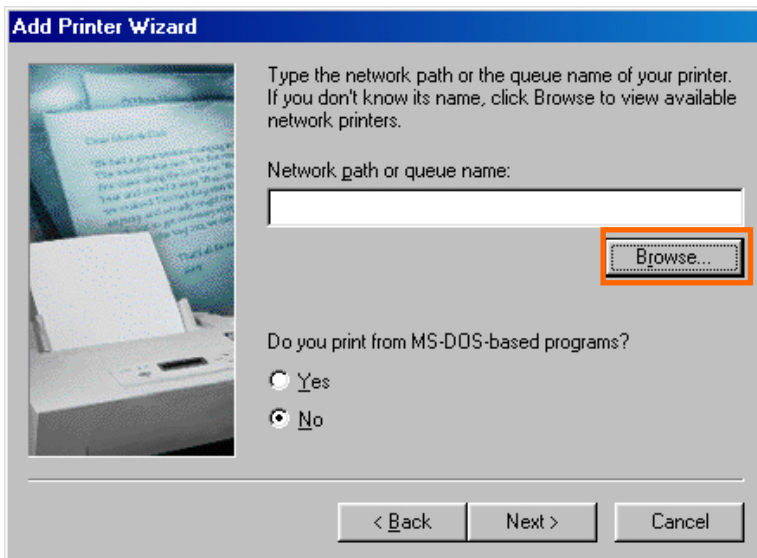 Add Printer Wizard
Type the network path or the queue name of your printer.
If you don't know its name, click Browse to view available
network printers.
Network path or queue name:
Browse...
Do you print from MS-DOS-based programs?
Yes
No
< Back
Next >
Cancel